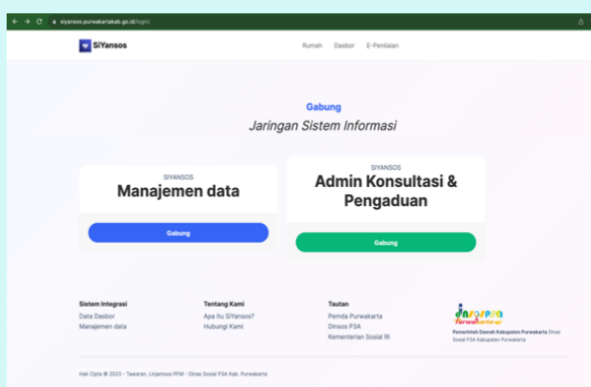 siyansos.purwakartakab.go.id/login/
SiYansos
Rumah Dasbor E-Penilaian
Gabung
Jaringan Sistem Informasi
SIYANSOS
Manajemen data
Gabung
SIYANSOS
Admin Konsultasi &
Pengaduan
Gabung
Sistem Integrasi
Data Dasbor
Manajemen data
Tentang Kami
Apa itu SiYansos?
Hubungi Kami
Tautan
Pemda Purwakarta
Dinsos P3A
Kementerian Sosial RI
Pemerintah Daerah Kabupaten Purwakarta Dinas
Sosial P3A Kabupaten Purwakarta
Hak Cipta © 2023 - Tawaran: Linjamsos PFM - Dinas Sosial P3A Kab. Purwakarta